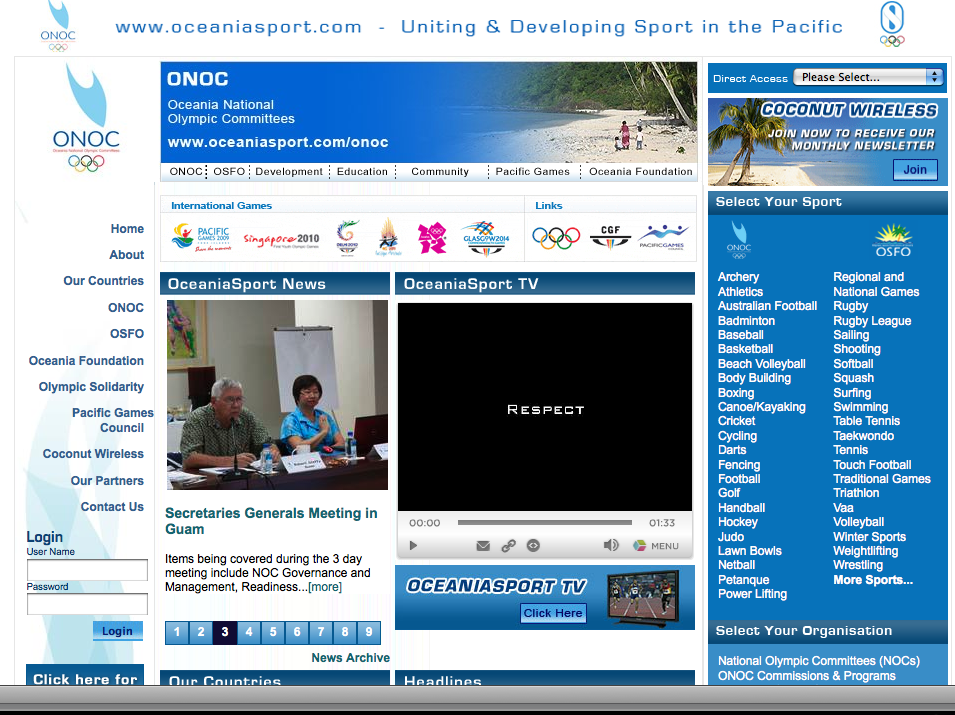 ONOC
www.oceaniasport.com - Uniting & Developing Sport in the Pacific
ONOC
Oceania National Olympic Committees
ONOC
Oceania National
Olympic Committees
www.oceaniasport.com/onoc
ONOC OSFO Development Education Community Pacific Games Oceania Foundation
Direct Access Please Select...
COCONUT WIRELESS
JOIN NOW TO RECEIVE OUR
MONTHLY NEWSLETTER
Join
International Games
Links
PACIFIC
GAMES 2009
Singapore 2010
GLASGOW 2014
CGF
PACIFICGAMES
Home
About
Our Countries
ONOC
OSFO
Oceania Foundation
Olympic Solidarity
Pacific Games
Council
Coconut Wireless
Our Partners
Contact Us
Login
User Name
Password
Login
Click here for
OceaniaSport News
Secretaries Generals Meeting in
Guam
Items being covered during the 3 day
meeting include NOC Governance and
Management, Readiness...[more]
1 2 3 4 5 6 7 8 9
News Archive
Our Countries
OceaniaSport TV
RESPECT
00:00 01:33
MENU
OCEANIASPORT TV
Click Here
Headlines
Select Your Sport
ONOC
OSFO
Archery
Athletics
Australian Football
Badminton
Baseball
Basketball
Beach Volleyball
Body Building
Boxing
Canoe/Kayaking
Cricket
Cycling
Darts
Fencing
Football
Golf
Handball
Hockey
Judo
Lawn Bowls
Netball
Petanque
Power Lifting
Regional and
National Games
Rugby
Rugby League
Sailing
Shooting
Softball
Squash
Surfing
Swimming
Table Tennis
Taekwondo
Tennis
Touch Football
Traditional Games
Triathlon
Vaa
Volleyball
Winter Sports
Weightlifting
Wrestling
More Sports...
Select Your Organisation
National Olympic Committees (NOCs)
ONOC Commissions & Programs